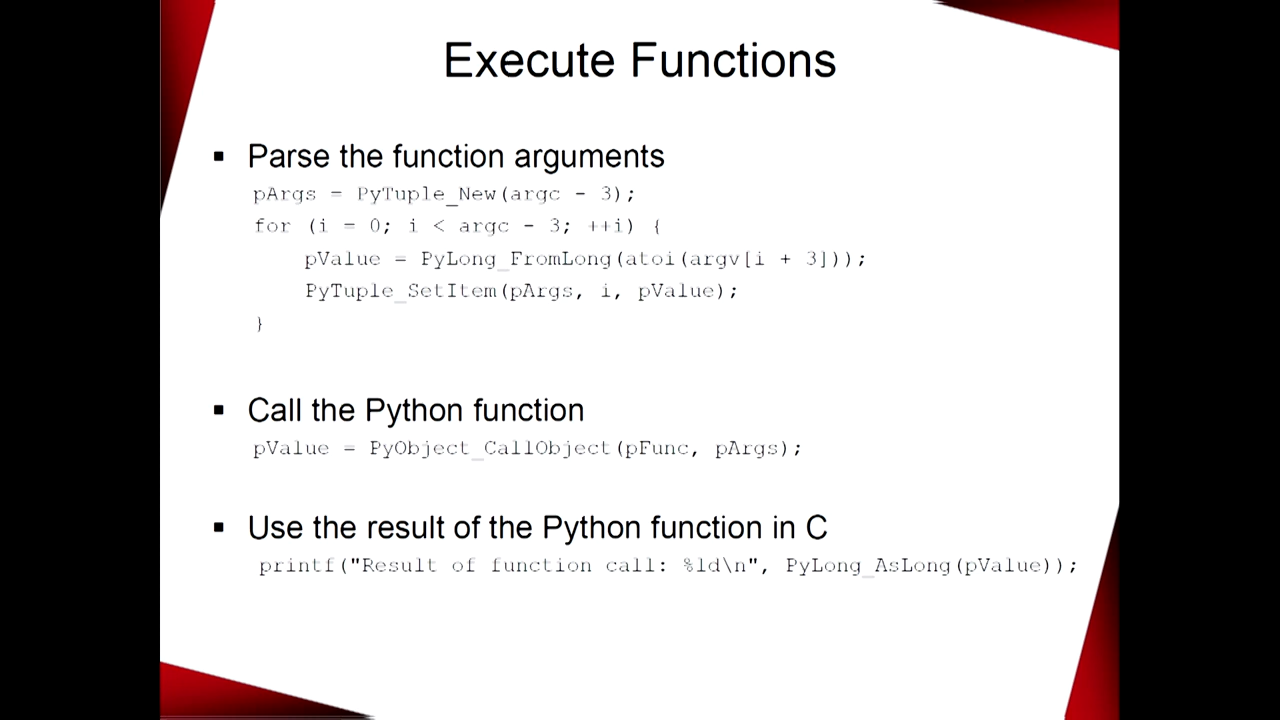 Execute Functions
▪ Parse the function arguments
pArgs = PyTuple_New(argc - 3);
for (i = 0; i < argc - 3; ++i) {
    pValue = PyLong_FromLong(atoi(argv[i + 3]));
    PyTuple_SetItem(pArgs, i, pValue);
}
▪ Call the Python function
pValue = PyObject_CallObject(pFunc, pArgs);
▪ Use the result of the Python function in C
printf("Result of function call: %ld\n", PyLong_AsLong(pValue));